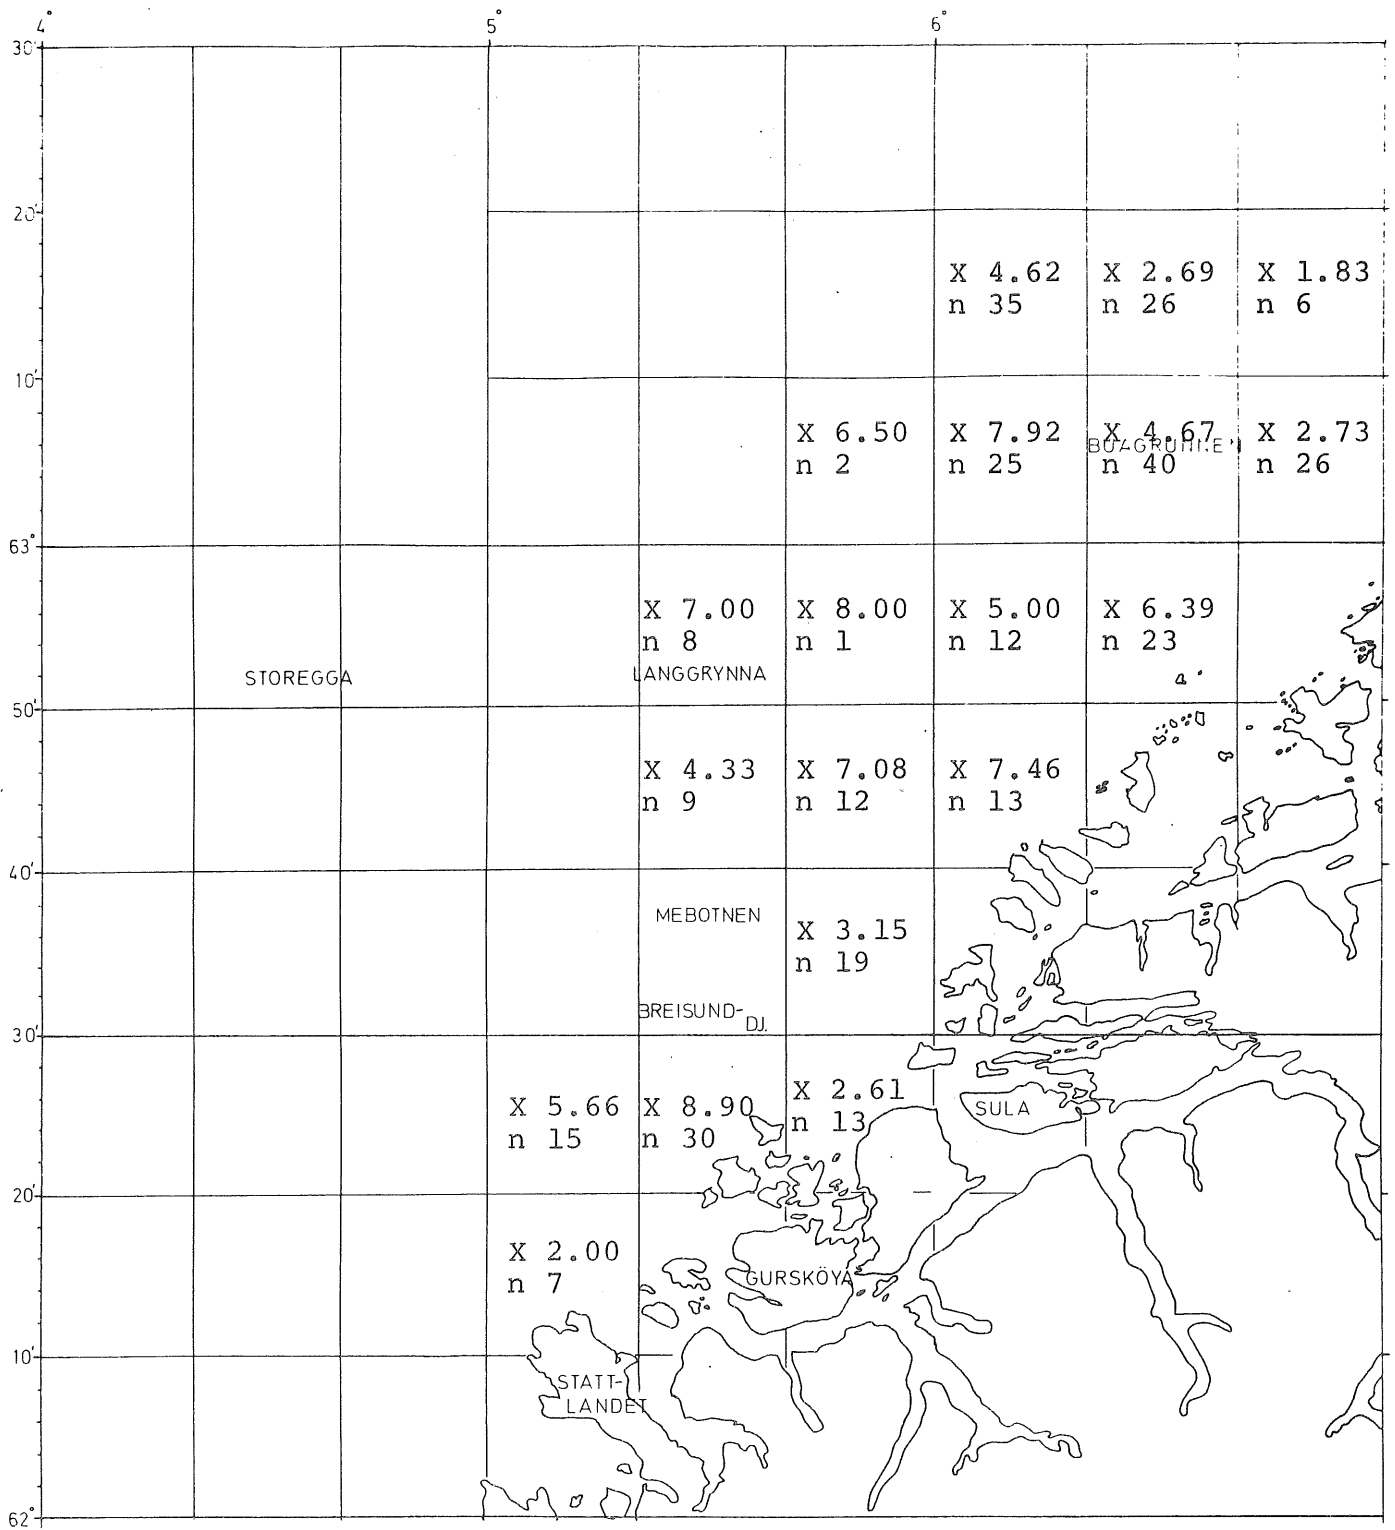 4° 5° 6°
30'
20'
X 4.62 X 2.69 X 1.83
n 35 n 26 n 6
10'
X 6.50 X 7.92 X 4.67 X 2.73
BUAGRUNNEN
n 2 n 25 n 40 n 26
63°
X 7.00 X 8.00 X 5.00 X 6.39
n 8 n 1 n 12 n 23
STOREGGA LANGGRYNNA
50'
X 4.33 X 7.08 X 7.46
n 9 n 12 n 13
40'
MEBOTNEN
X 3.15
n 19
BREISUND-
DJ.
30'
X 5.66 X 8.90 X 2.61
n 15 n 30 n 13
SULA
20'
X 2.00
n 7
GURSKÖYA
10'
STATT-
LANDET
62°